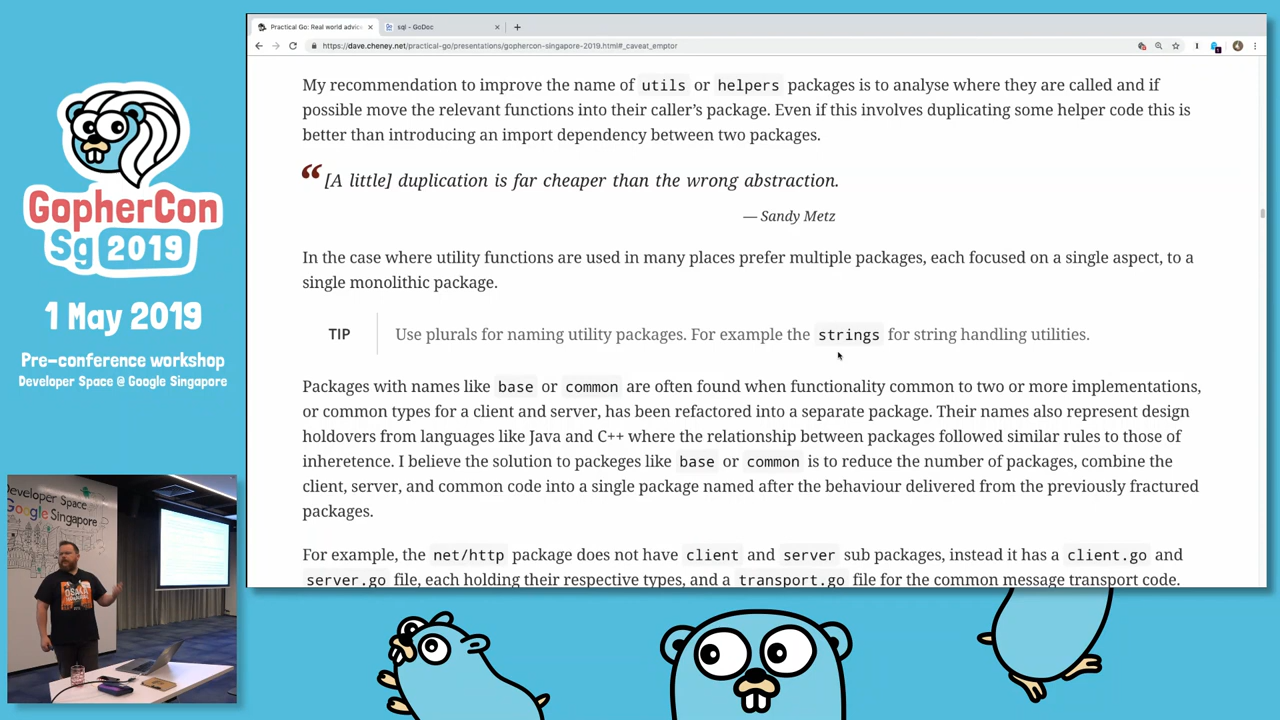 GopherCon
Sg 2019
1 May 2019
Pre-conference workshop
Developer Space @ Google Singapore
Developer Space
Google Singapore
OSAKA
Practical Go: Real world advic
sql - GoDoc
https://dave.cheney.net/practical-go/presentations/gophercon-singapore-2019.html#_caveat_emptor
My recommendation to improve the name of utils or helpers packages is to analyse where they are called and if
possible move the relevant functions into their caller’s package. Even if this involves duplicating some helper code this is
better than introducing an import dependency between two packages.
“ [A little] duplication is far cheaper than the wrong abstraction.
— Sandy Metz
In the case where utility functions are used in many places prefer multiple packages, each focused on a single aspect, to a
single monolithic package.
TIP
Use plurals for naming utility packages. For example the strings for string handling utilities.
Packages with names like base or common are often found when functionality common to two or more implementations,
or common types for a client and server, has been refactored into a separate package. Their names also represent design
holdovers from languages like Java and C++ where the relationship between packages followed similar rules to those of
inheretence. I believe the solution to packeges like base or common is to reduce the number of packages, combine the
client, server, and common code into a single package named after the behaviour delivered from the previously fractured
packages.
For example, the net/http package does not have client and server sub packages, instead it has a client.go and
server.go file, each holding their respective types, and a transport.go file for the common message transport code.